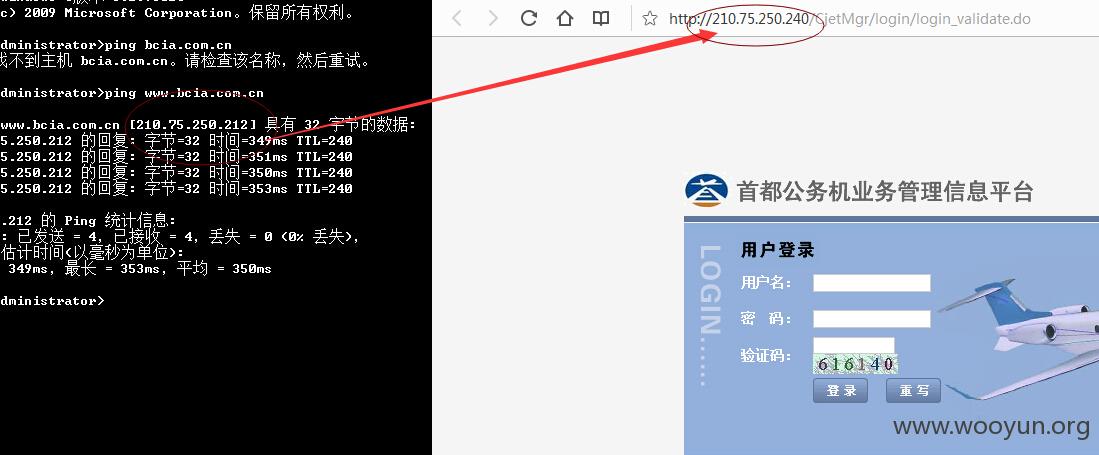 c) 2009 Microsoft Corporation。保留所有权利。
dministrator>ping bcia.com.cn
找不到主机 bcia.com.cn。请检查该名称，然后重试。
dministrator>ping www.bcia.com.cn
www.bcia.com.cn [210.75.250.212] 具有 32 字节的数据:
5.250.212 的回复: 字节=32 时间=349ms TTL=240
5.250.212 的回复: 字节=32 时间=351ms TTL=240
5.250.212 的回复: 字节=32 时间=350ms TTL=240
5.250.212 的回复: 字节=32 时间=353ms TTL=240
.212 的 Ping 统计信息:
: 已发送 = 4，已接收 = 4，丢失 = 0 (0% 丢失)，
估计时间(以毫秒为单位):
349ms，最长 = 353ms，平均 = 350ms
dministrator>
http://210.75.250.240/CjetMgr/login/login_validate.do
首都公务机业务管理信息平台
LOGIN......
用户登录
用户名：
密 码：
验证码：
616140
登 录 重 写
www.wooyun.org